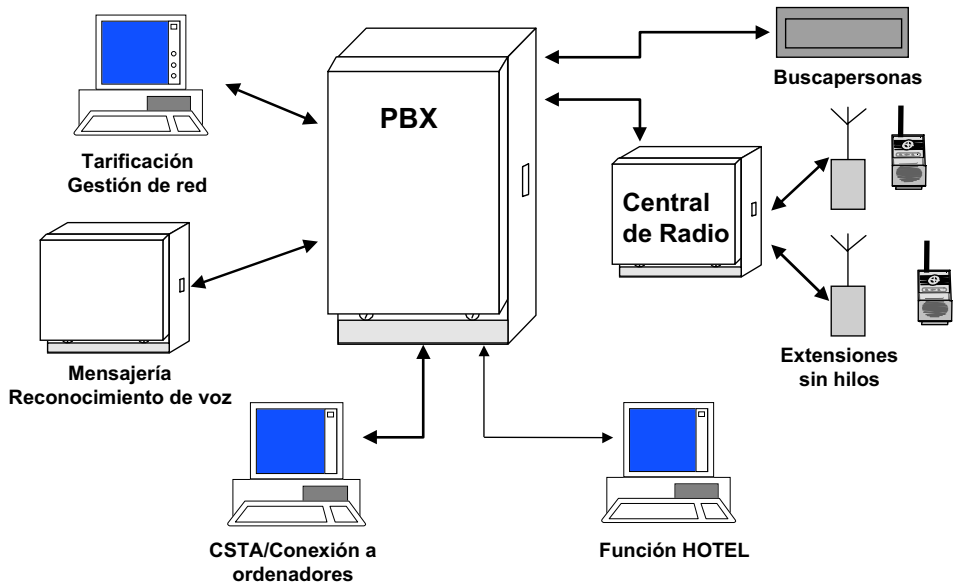 PBX
Buscapersonas
Tarificación
Gestión de red
Central
de Radio
Mensajería
Reconocimiento de voz
Extensiones
sin hilos
CSTA/Conexión a
ordenadores
Función HOTEL